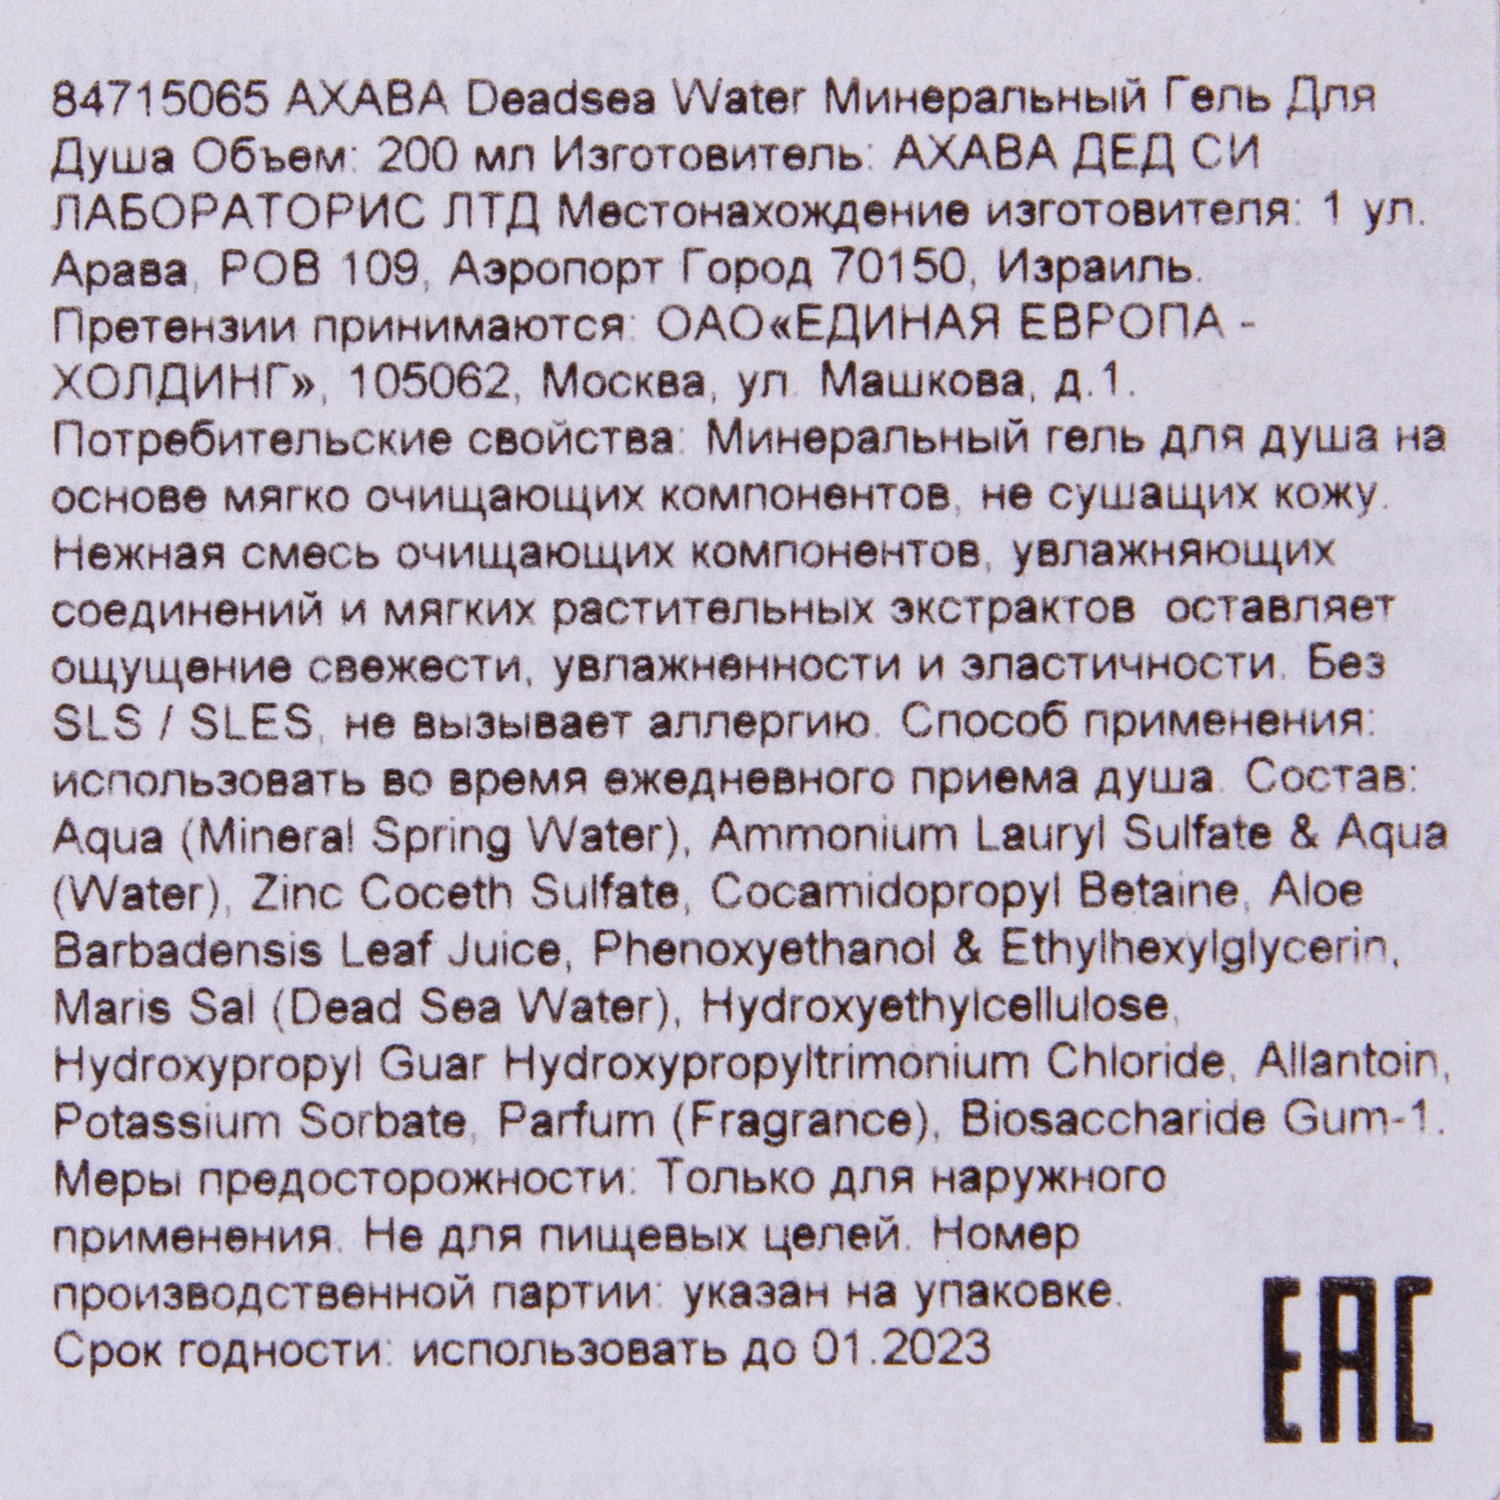 84715065 АХАВА Deadsea Water Минеральный Гель Для
Душа Объем: 200 мл Изготовитель: АХАВА ДЕД СИ
ЛАБОРАТОРИС ЛТД Местонахождение изготовителя: 1 ул.
Арава, POB 109, Аэропорт Город 70150, Израиль.
Претензии принимаются: ОАО«ЕДИНАЯ ЕВРОПА -
ХОЛДИНГ», 105062, Москва, ул. Машкова, д.1.
Потребительские свойства: Минеральный гель для душа на
основе мягко очищающих компонентов, не сушащих кожу.
Нежная смесь очищающих компонентов, увлажняющих
соединений и мягких растительных экстрактов  оставляет
ощущение свежести, увлажненности и эластичности. Без
SLS / SLES, не вызывает аллергию. Способ применения:
использовать во время ежедневного приема душа. Состав:
Aqua (Mineral Spring Water), Ammonium Lauryl Sulfate & Aqua
(Water), Zinc Coceth Sulfate, Cocamidopropyl Betaine, Aloe
Barbadensis Leaf Juice, Phenoxyethanol & Ethylhexylglycerin,
Maris Sal (Dead Sea Water), Hydroxyethylcellulose,
Hydroxypropyl Guar Hydroxypropyltrimonium Chloride, Allantoin,
Potassium Sorbate, Parfum (Fragrance), Biosaccharide Gum-1.
Меры предосторожности: Только для наружного
применения. Не для пищевых целей. Номер
производственной партии: указан на упаковке.
Срок годности: использовать до 01.2023
EAC